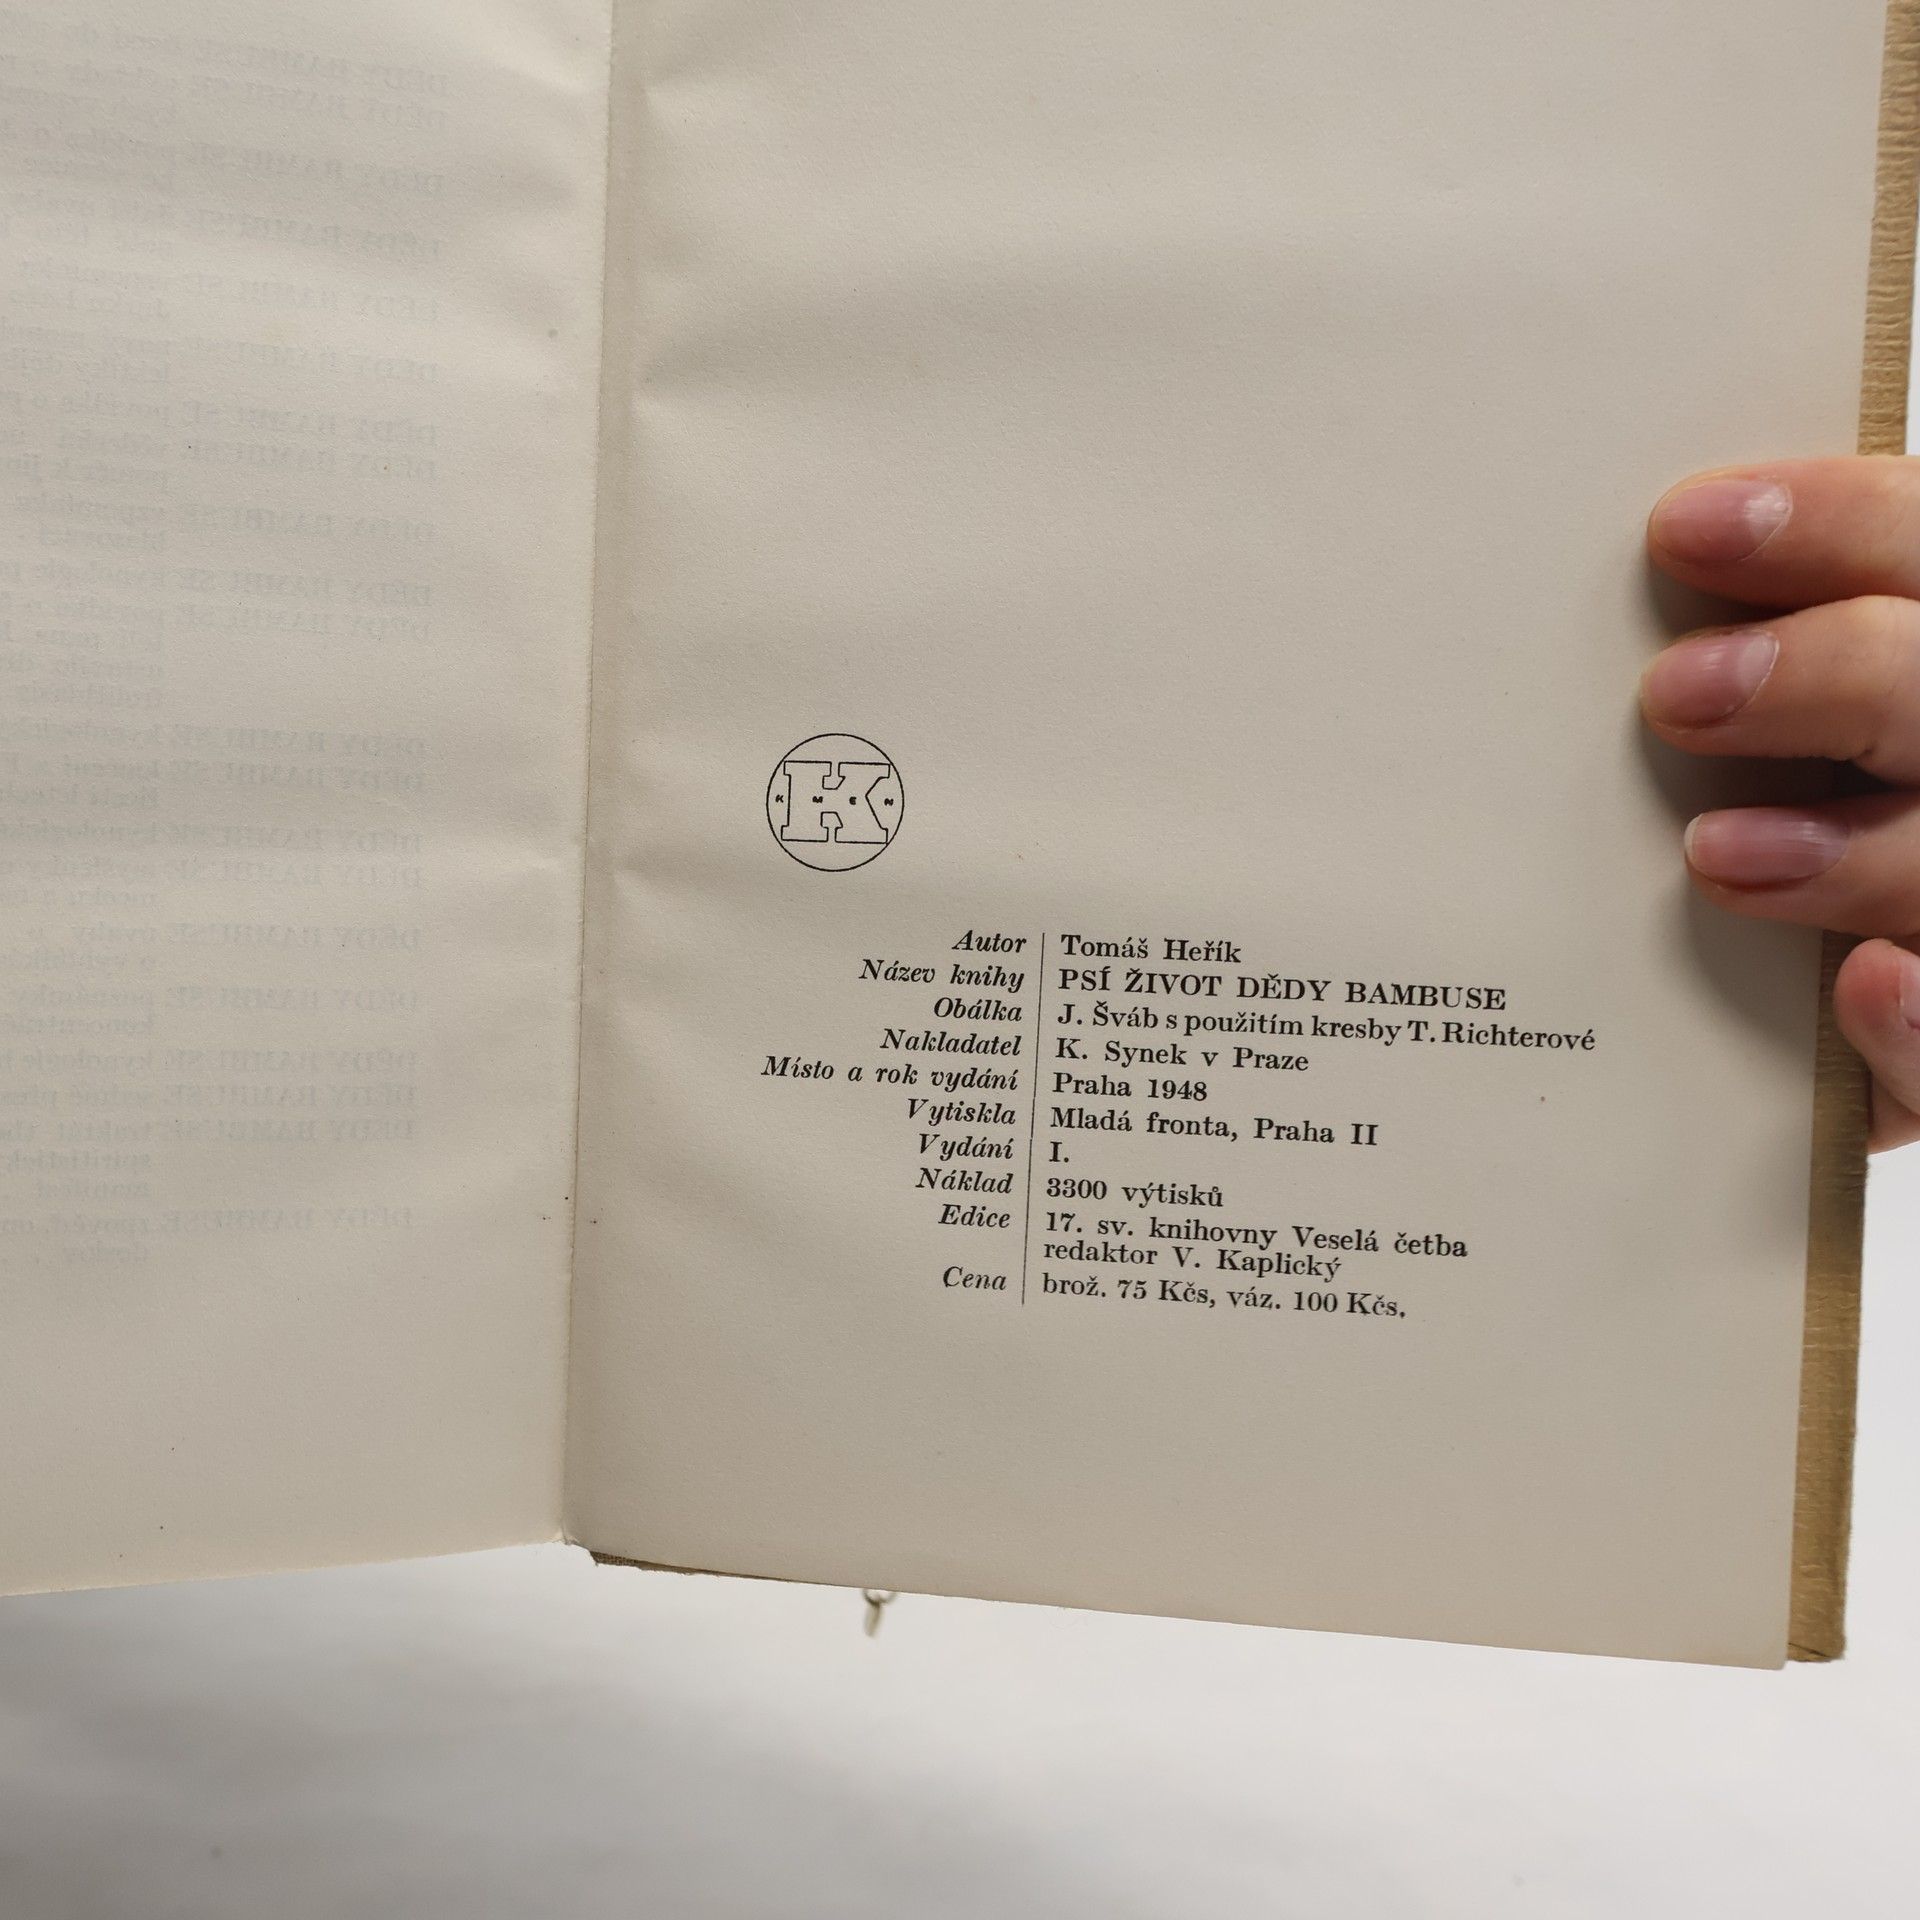 K M E N
Autor Tomáš Heřík
Název knihy PSÍ ŽIVOT DĚDY BAMBUSE
Obálka J. Šváb s použitím kresby T. Richterové
Nakladatel K. Synek v Praze
Místo a rok vydání Praha 1948
Vytiskla Mladá fronta, Praha II
Vydání I.
Náklad 3300 výtisků
Edice 17. sv. knihovny Veselá četba
redaktor V. Kaplický
Cena brož. 75 Kčs, váz. 100 Kčs.